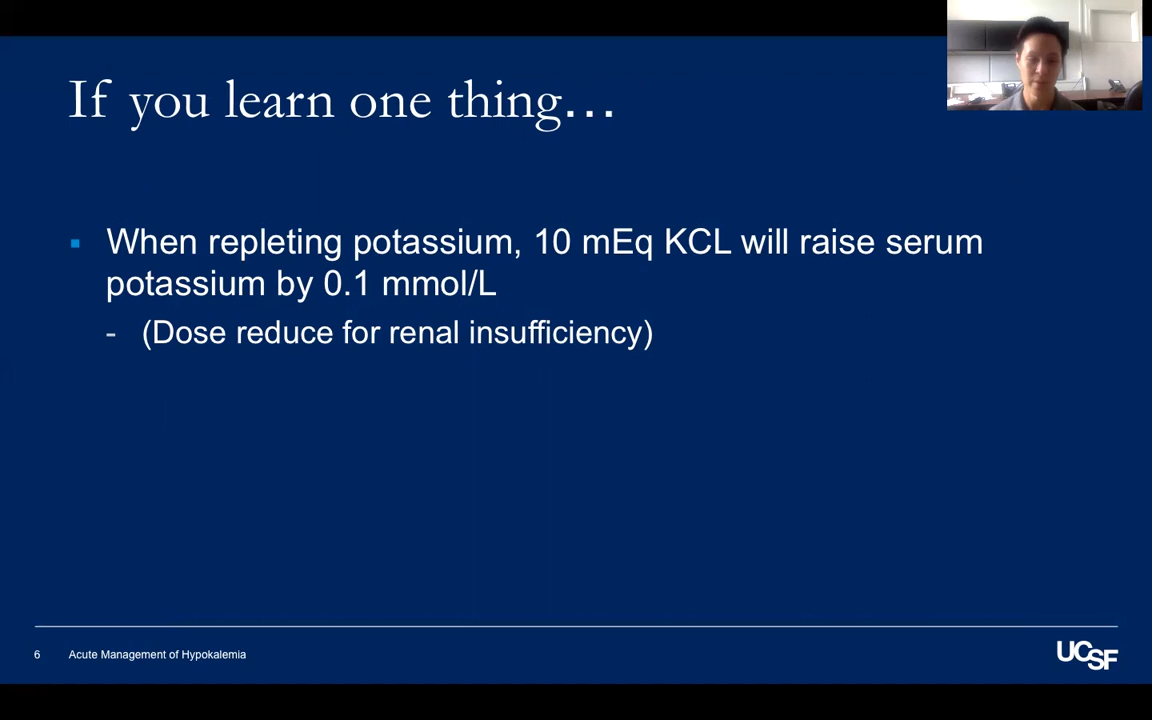 If you learn one thing…
▪ When repleting potassium, 10 mEq KCL will raise serum
potassium by 0.1 mmol/L
- (Dose reduce for renal insufficiency)
6 Acute Management of Hypokalemia
UCSF